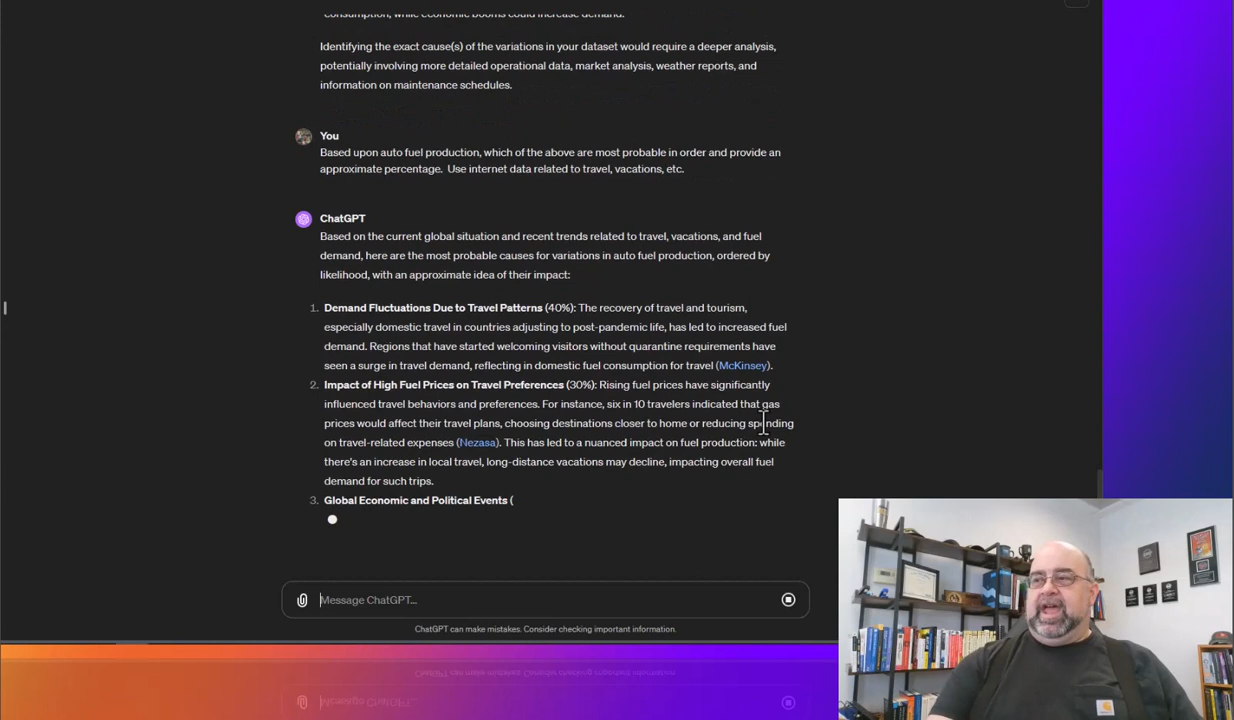 consumption, while economic booms could increase demand.
Identifying the exact cause(s) of the variations in your dataset would require a deeper analysis,
potentially involving more detailed operational data, market analysis, weather reports, and
information on maintenance schedules.
You
Based upon auto fuel production, which of the above are most probable in order and provide an
approximate percentage.  Use internet data related to travel, vacations, etc.
ChatGPT
Based on the current global situation and recent trends related to travel, vacations, and fuel
demand, here are the most probable causes for variations in auto fuel production, ordered by
likelihood, with an approximate idea of their impact:
1. Demand Fluctuations Due to Travel Patterns (40%): The recovery of travel and tourism,
especially domestic travel in countries adjusting to post-pandemic life, has led to increased fuel
demand. Regions that have started welcoming visitors without quarantine requirements have
seen a surge in travel demand, reflecting in domestic fuel consumption for travel (McKinsey).
2. Impact of High Fuel Prices on Travel Preferences (30%): Rising fuel prices have significantly
influenced travel behaviors and preferences. For instance, six in 10 travelers indicated that gas
prices would affect their travel plans, choosing destinations closer to home or reducing spending
on travel-related expenses (Nezasa). This has led to a nuanced impact on fuel production: while
there's an increase in local travel, long-distance vacations may decline, impacting overall fuel
demand for such trips.
3. Global Economic and Political Events (
Message ChatGPT...
ChatGPT can make mistakes. Consider checking important information.